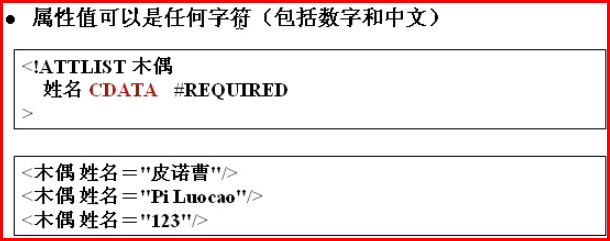 ● 属性值可以是任何字符（包括数字和中文）
<!ATTLIST 木偶
姓名 CDATA #REQUIRED
>
<木偶 姓名＝"皮诺曹"/>
<木偶 姓名＝"Pi Luocao"/>
<木偶 姓名＝"123"/>